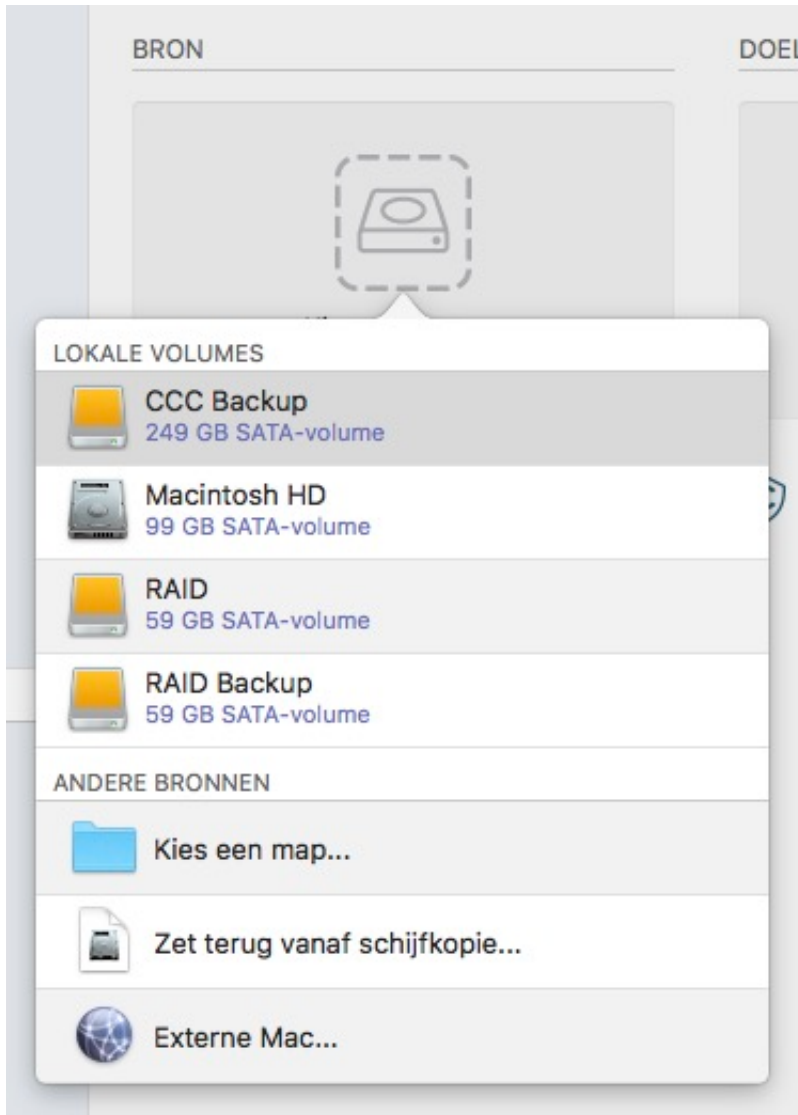 BRON
DOEL
LOKALE VOLUMES
CCC Backup
249 GB SATA-volume
Macintosh HD
99 GB SATA-volume
RAID
59 GB SATA-volume
RAID Backup
59 GB SATA-volume
ANDERE BRONNEN
Kies een map...
Zet terug vanaf schijfkopie...
Externe Mac...